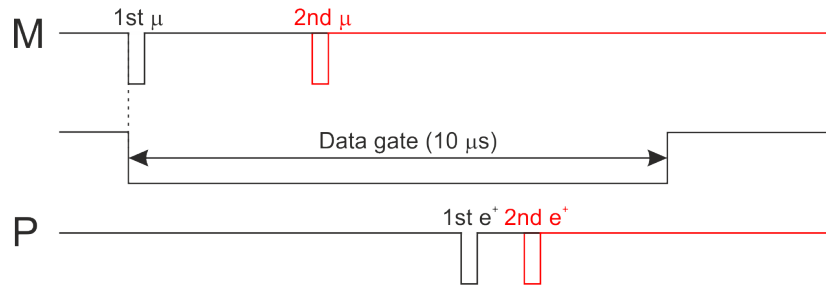 M
1st μ
2nd μ
Data gate (10 μs)
P
1st e⁺
2nd e⁺